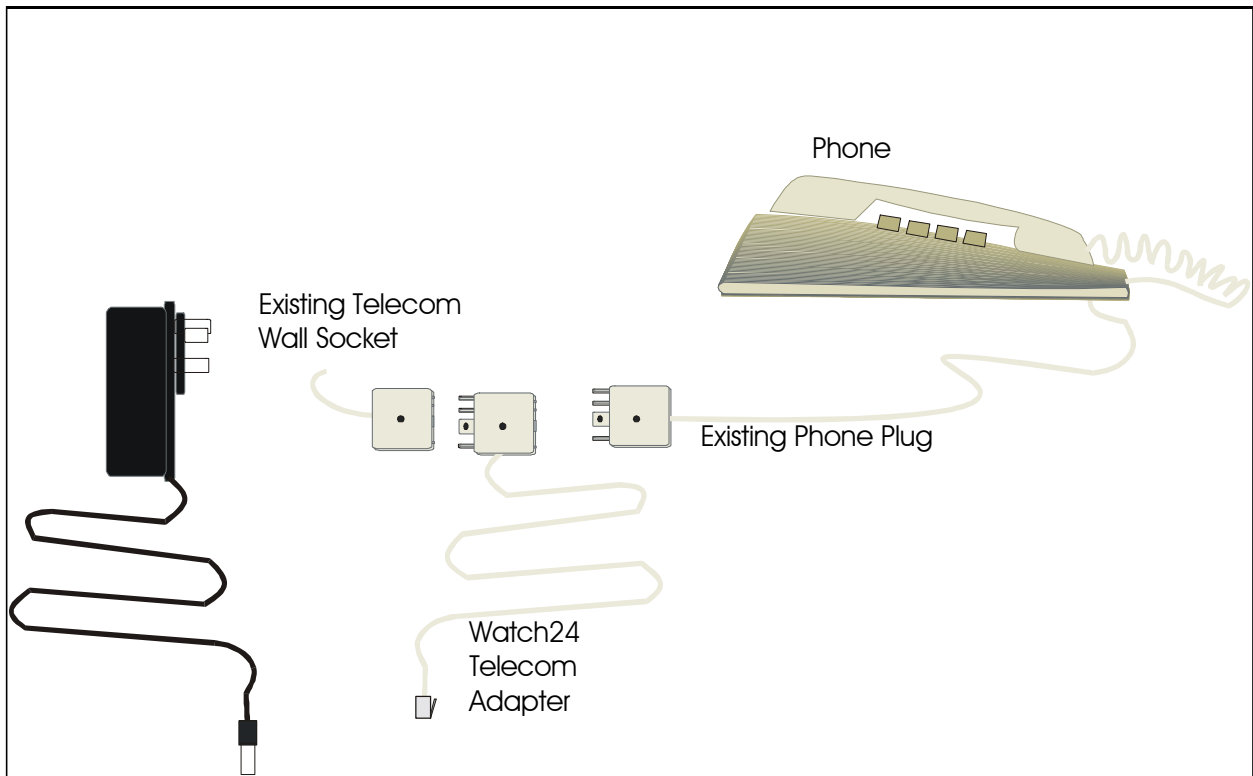 Phone
Existing Telecom
Wall Socket
Existing Phone Plug
Watch24
Telecom
Adapter